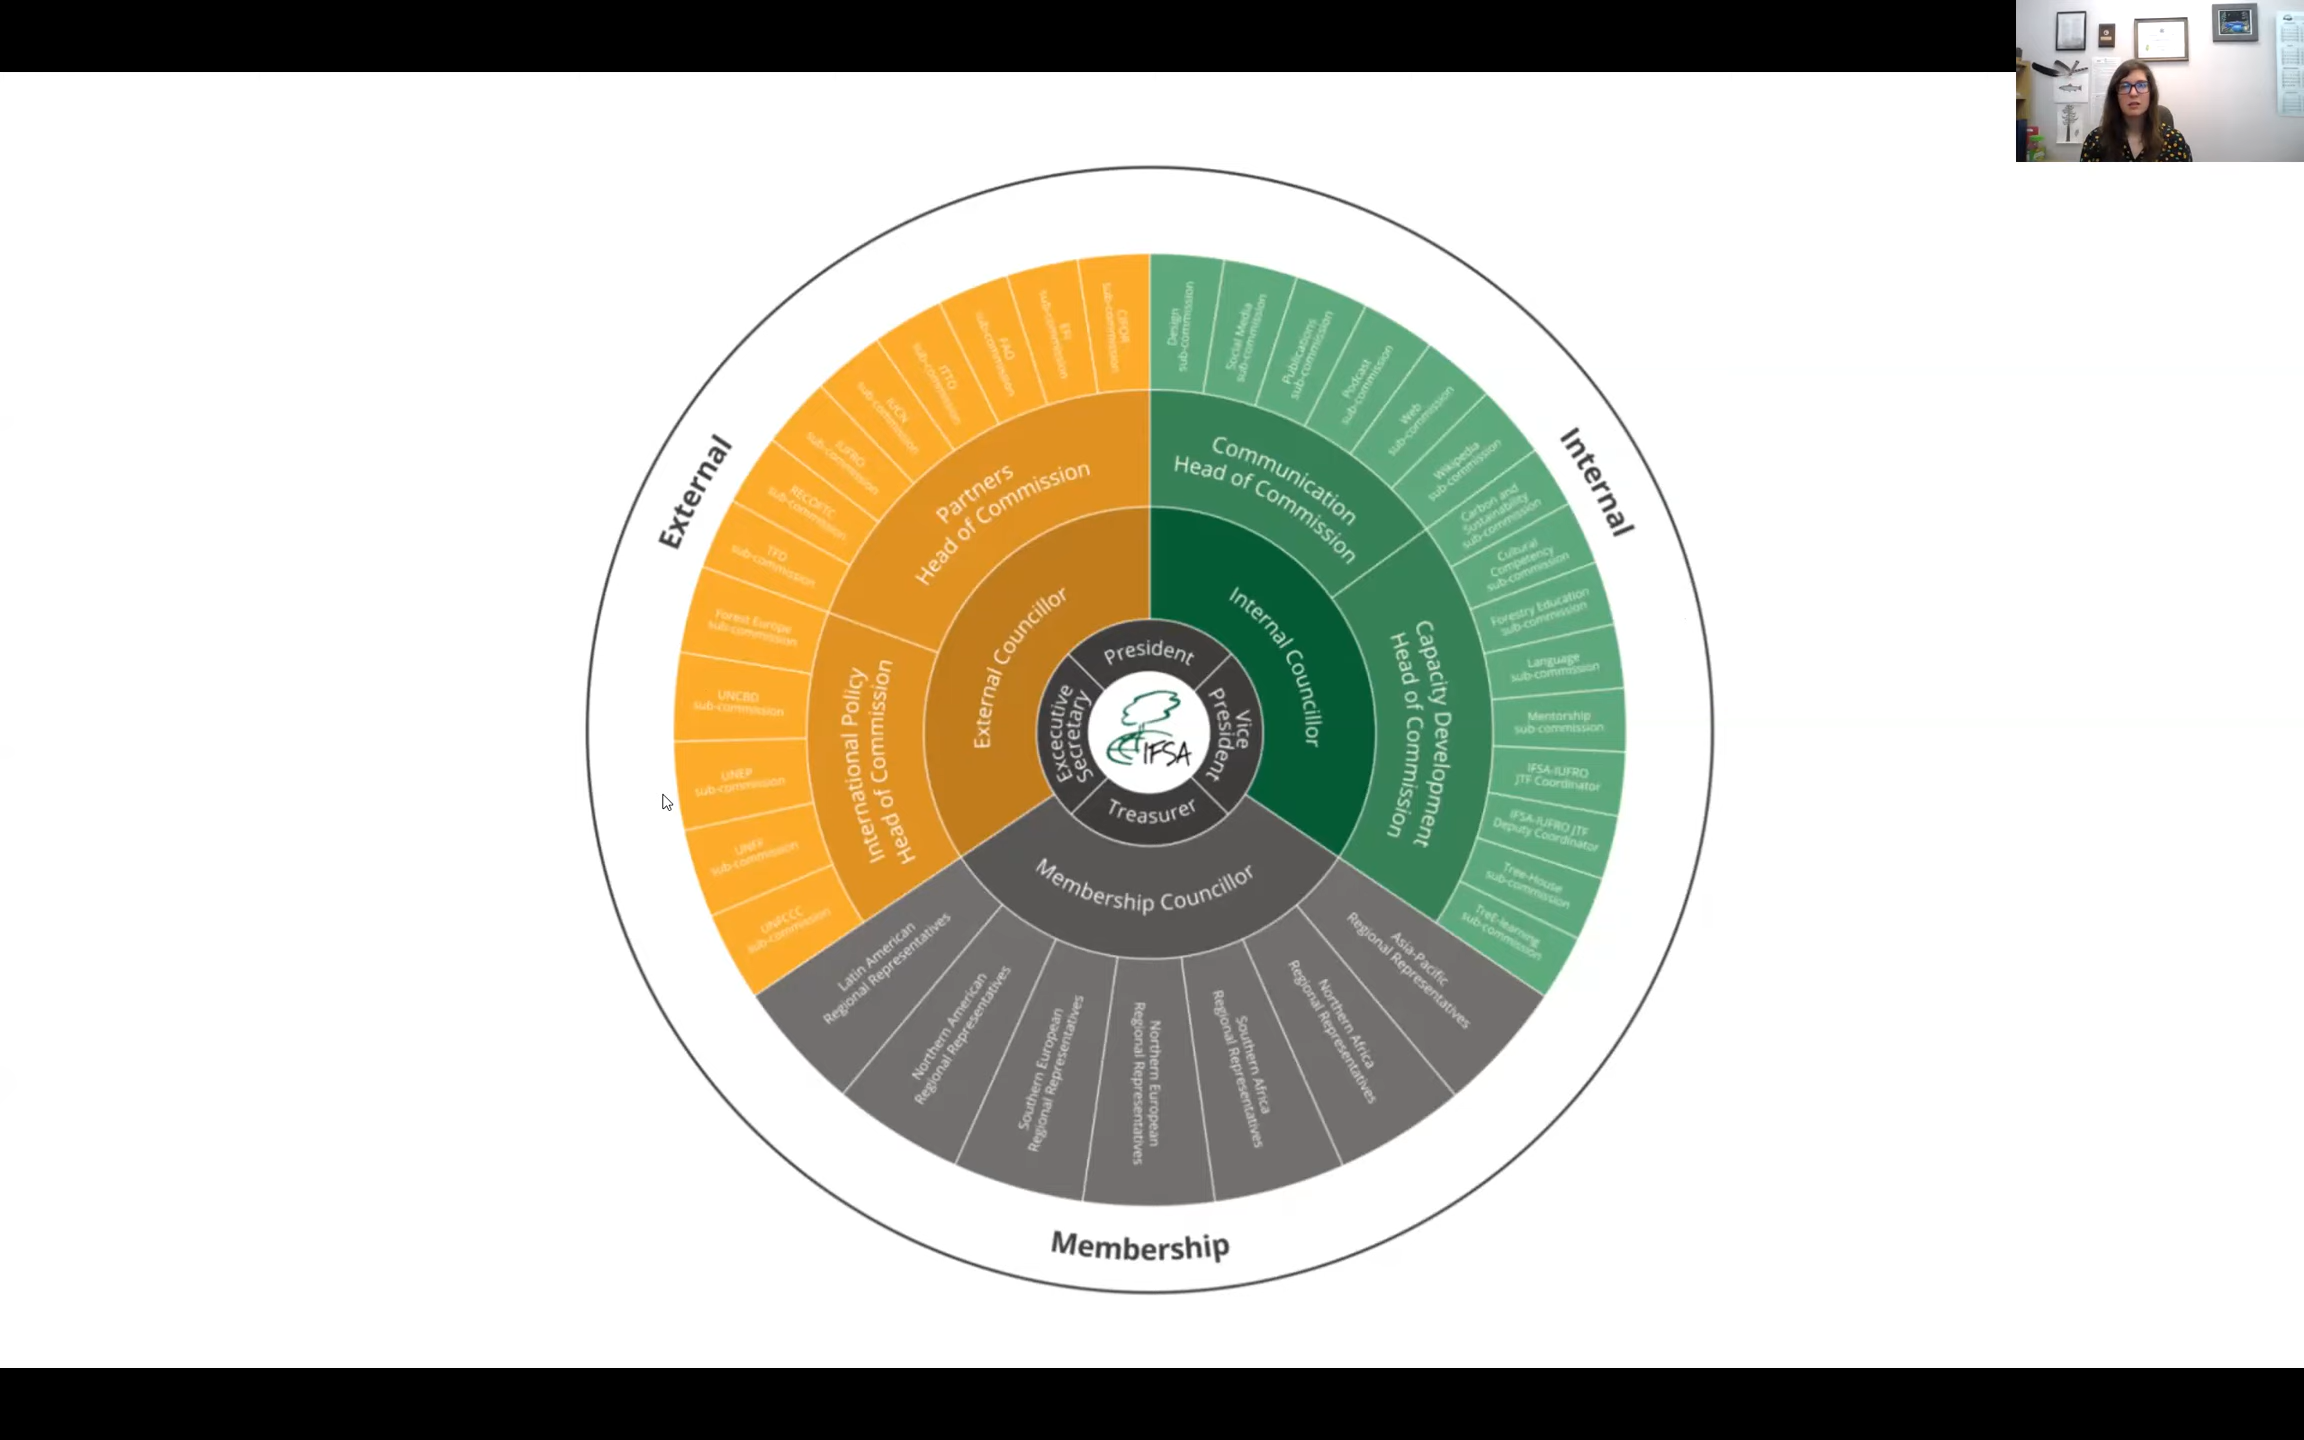 External
Internal
Membership
IFSA
President
Vice
President
Treasurer
Excecutive
Secretary
External Councillor
Internal Councillor
Membership Councillor
Partners
Head of Commission
International Policy
Head of Commission
Communication
Head of Commission
Capacity Development
Head of Commission
CIFOR
sub-commission
EFI
sub-commission
FAO
sub-commission
ITTO
sub-commission
IUCN
sub-commission
IUFRO
sub-commission
RECOFTC
sub-commission
TFD
sub-commission
Forest Europe
sub-commission
UNCBD
sub-commission
UNEP
sub-commission
UNFF
sub-commission
UNFCCC
sub-commission
Design
sub-commission
Social Media
sub-commission
Publications
sub-commission
Podcast
sub-commission
Web
sub-commission
Wikipedia
sub-commission
Carbon and
Sustainability
sub-commission
Cultural
Competency
sub-commission
Forestry Education
sub-commission
Language
sub-commission
Mentorship
sub-commission
IFSA-IUFRO
JTF Coordinator
IFSA-IUFRO JTF
Deputy Coordinator
Tree-House
sub-commission
TreE-learning
sub-commission
Latin American
Regional Representatives
Northern American
Regional Representatives
Southern European
Regional Representatives
Northern European
Regional Representatives
Southern Africa
Regional Representatives
Northern Africa
Regional Representatives
Asia-Pacific
Regional Representatives